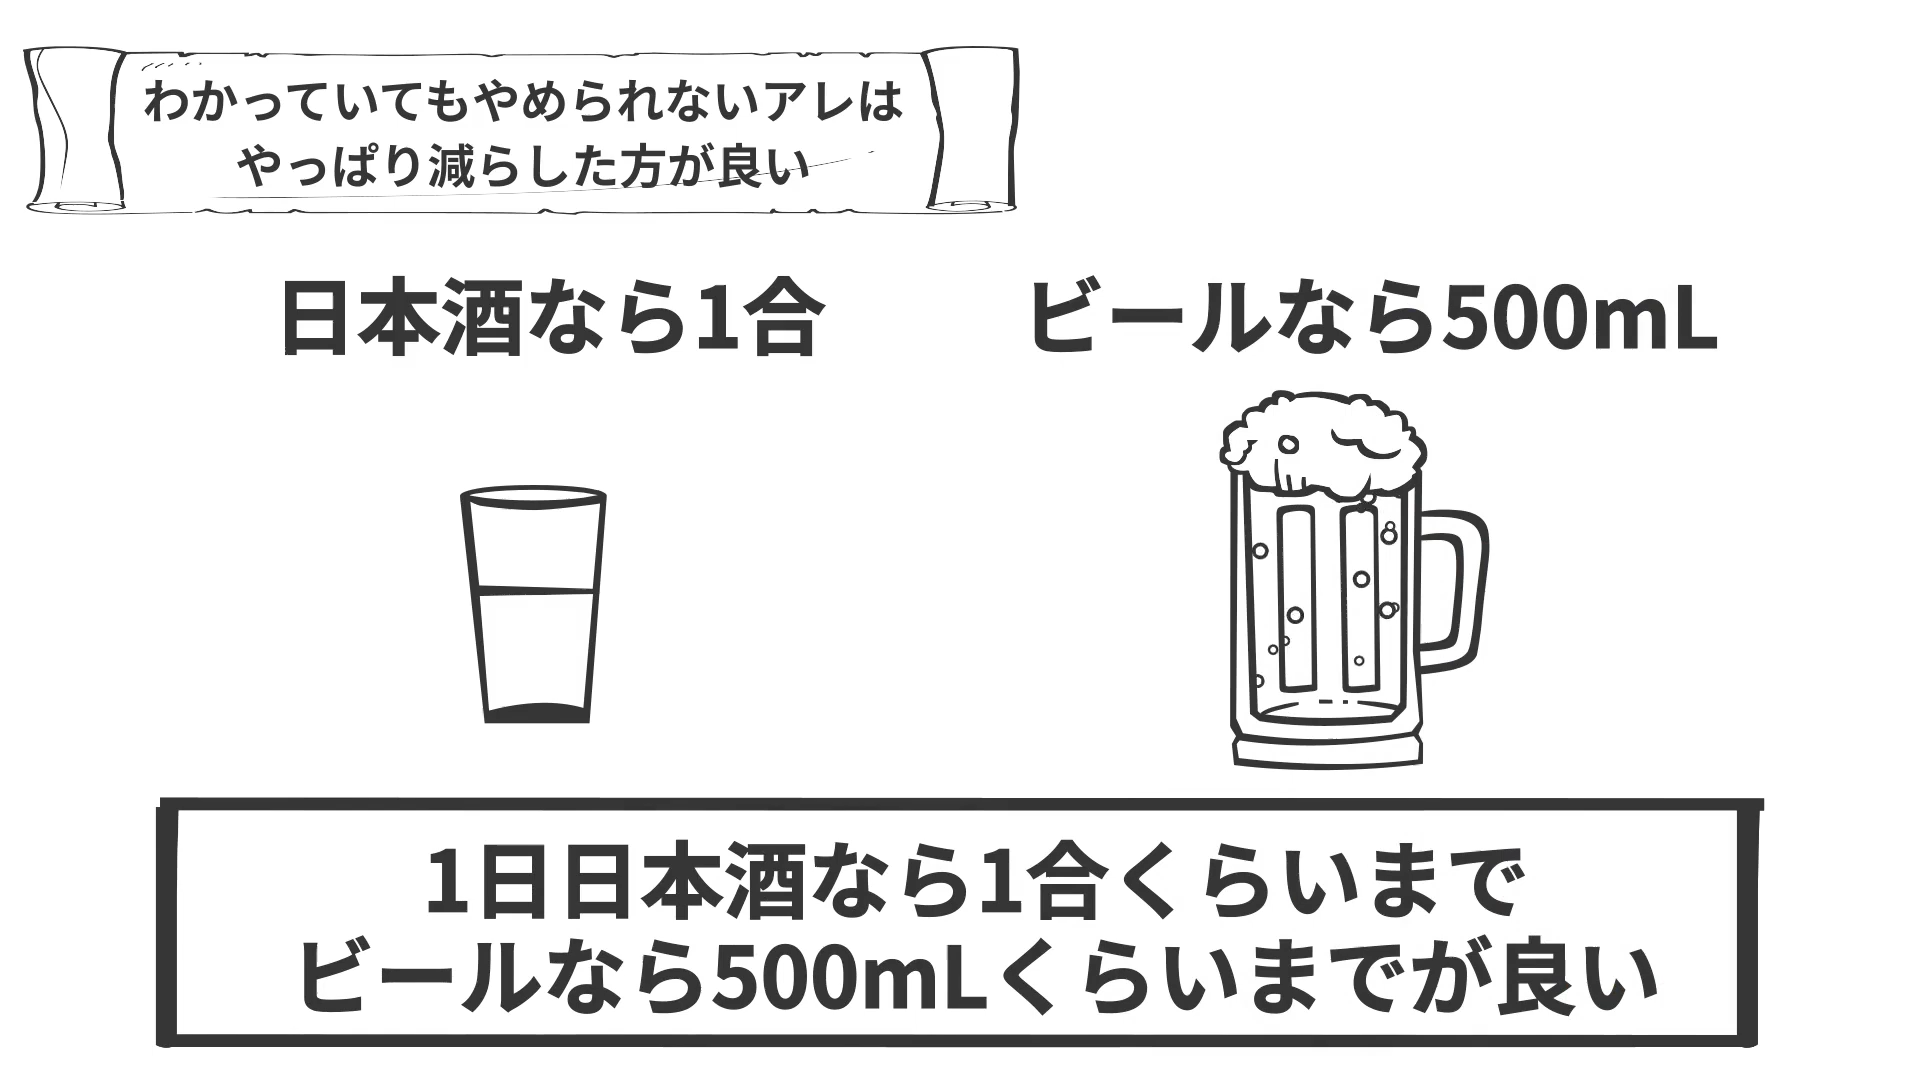 わかっていてもやめられないアレは
やっぱり減らした方が良い
日本酒なら1合
ビールなら500mL
1日日本酒なら1合くらいまで
ビールなら500mLくらいまでが良い